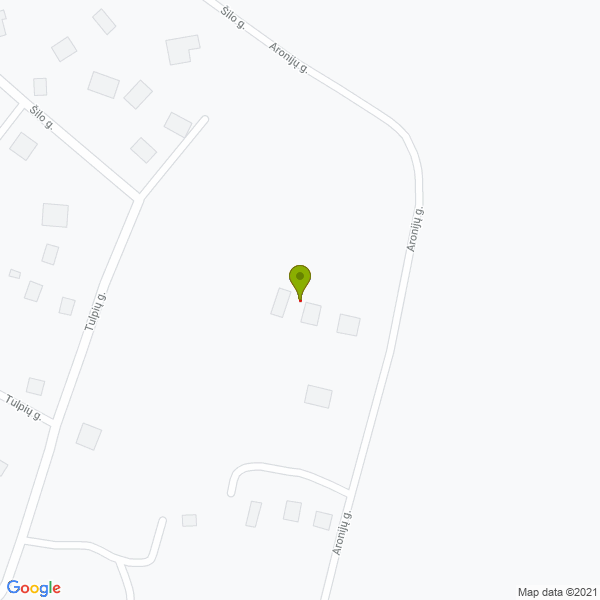 Šilo g.
Aronijų g.
Šilo g.
Aronijų g.
Tulpių g.
Tulpių g.
Aronijų g.
Google
Map data ©2021